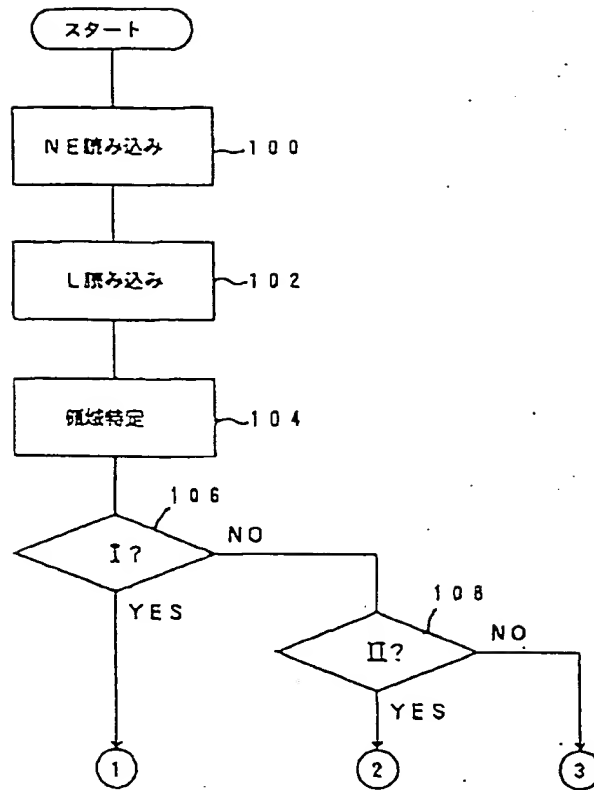 スタート
NE読み込み
100
L読み込み
102
領域特定
104
106
I?
NO
YES
108
II?
NO
YES
1
2
3